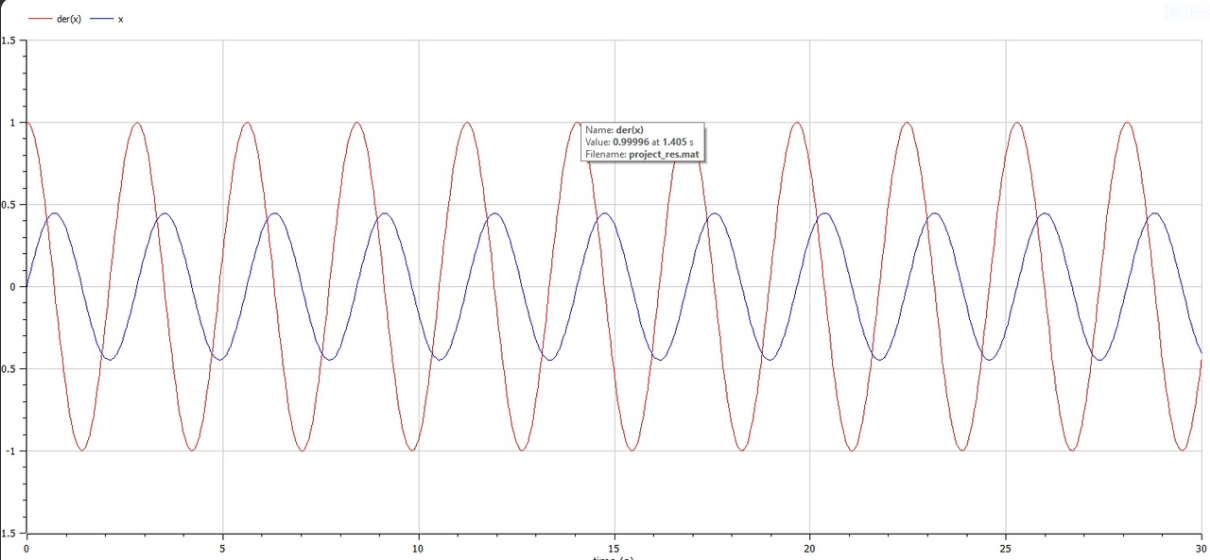 der(x) x
1.5
1
Name: der(x)
Value: 0.99996 at 1.405 s
Filename: project_res.mat
0.5
0
0.5
-1
1.5
0 5 10 15 20 25 30